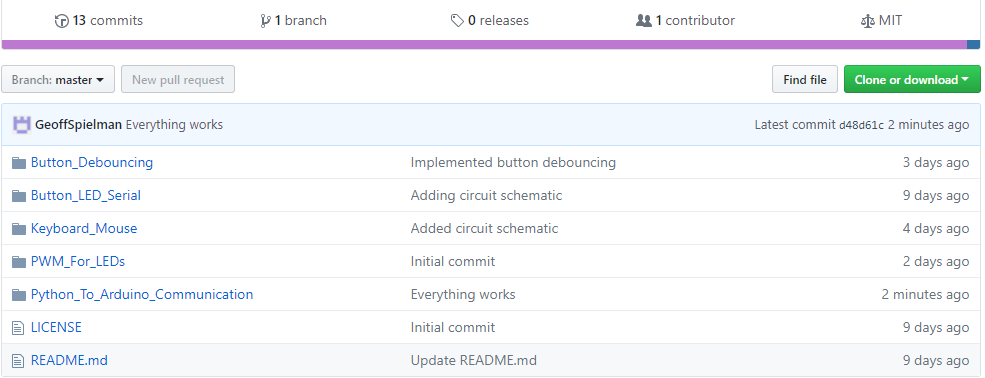 13 commits 1 branch 0 releases 1 contributor MIT
Branch: master New pull request Find file Clone or download
GeoffSpielman Everything works Latest commit d48d61c 2 minutes ago
Button_Debouncing Implemented button debouncing 3 days ago
Button_LED_Serial Adding circuit schematic 9 days ago
Keyboard_Mouse Added circuit schematic 4 days ago
PWM_For_LEDs Initial commit 2 days ago
Python_To_Arduino_Communication Everything works 2 minutes ago
LICENSE Initial commit 9 days ago
README.md Update README.md 9 days ago